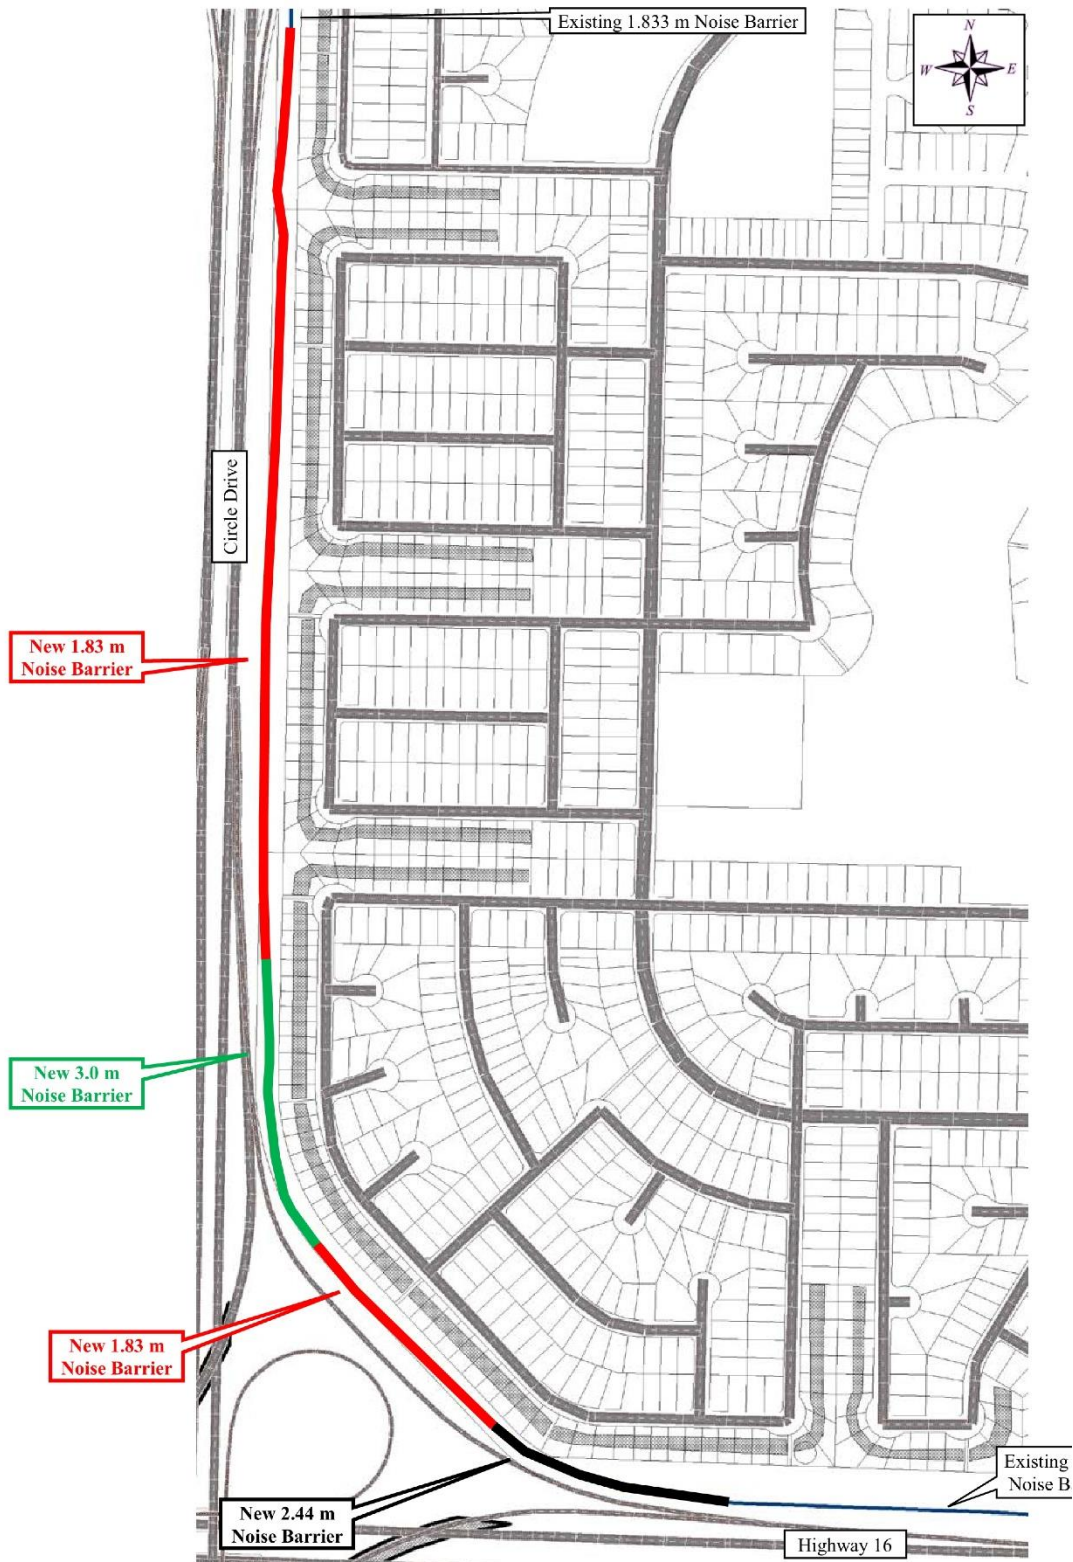 Existing 1.833 m Noise Barrier
N
W E
S
Circle Drive
New 1.83 m
Noise Barrier
New 3.0 m
Noise Barrier
New 1.83 m
Noise Barrier
Existing
Noise B
New 2.44 m
Noise Barrier
Highway 16